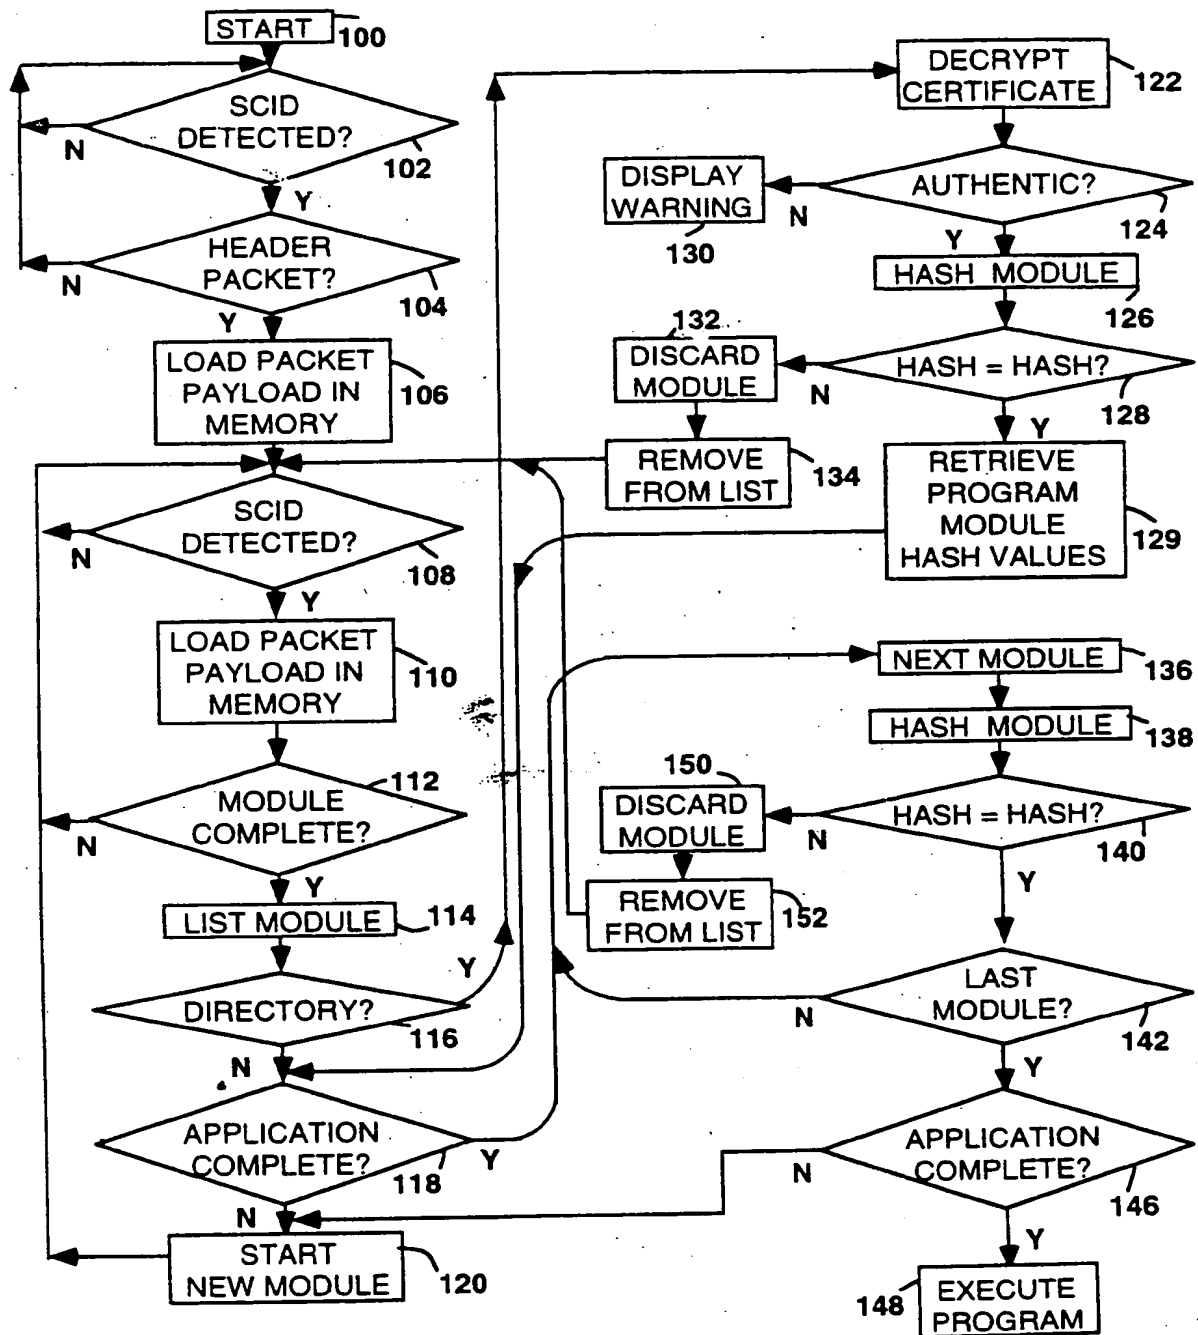 START
100
SCID
DETECTED?
102
N
Y
HEADER
PACKET?
104
N
Y
LOAD PACKET
PAYLOAD IN
MEMORY
106
SCID
DETECTED?
108
N
Y
LOAD PACKET
PAYLOAD IN
MEMORY
110
MODULE
COMPLETE?
112
N
Y
LIST MODULE
114
DIRECTORY?
116
Y
N
APPLICATION
COMPLETE?
118
Y
N
START
NEW MODULE
120
DECRYPT
CERTIFICATE
122
AUTHENTIC?
124
N
Y
DISPLAY
WARNING
130
HASH MODULE
126
HASH = HASH?
128
N
Y
132
DISCARD
MODULE
REMOVE
FROM LIST
134
RETRIEVE
PROGRAM
MODULE
HASH VALUES
129
NEXT MODULE
136
HASH MODULE
138
HASH = HASH?
140
N
Y
150
DISCARD
MODULE
REMOVE
FROM LIST
152
LAST
MODULE?
142
N
Y
APPLICATION
COMPLETE?
146
N
Y
EXECUTE
PROGRAM
148